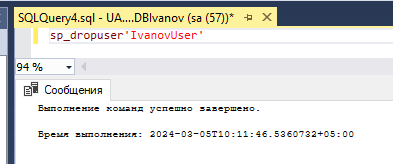 SQLQuery4.sql - UA....DBIvanov (sa (57))*
sp_dropuser'IvanovUser'
94 %
Сообщения
Выполнение команд успешно завершено.
Время выполнения: 2024-03-05T10:11:46.5360732+05:00